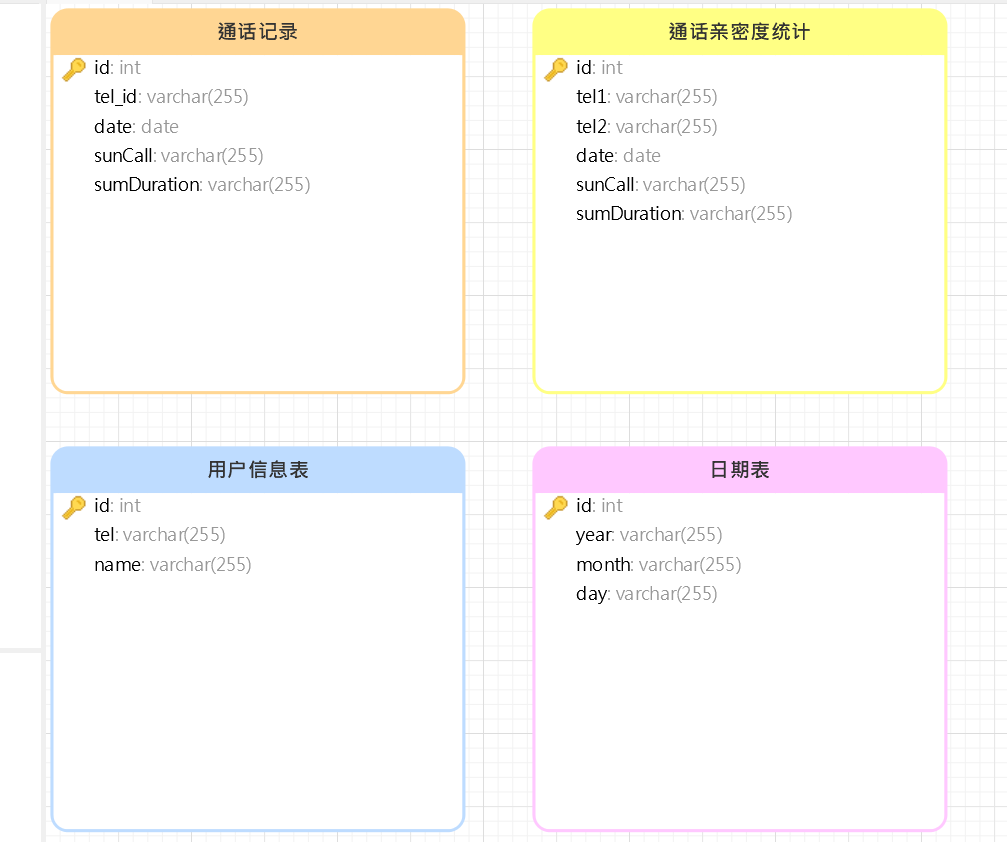 通话记录
id: int
tel_id: varchar(255)
date: date
sunCall: varchar(255)
sumDuration: varchar(255)
通话亲密度统计
id: int
tel1: varchar(255)
tel2: varchar(255)
date: date
sunCall: varchar(255)
sumDuration: varchar(255)
用户信息表
id: int
tel: varchar(255)
name: varchar(255)
日期表
id: int
year: varchar(255)
month: varchar(255)
day: varchar(255)